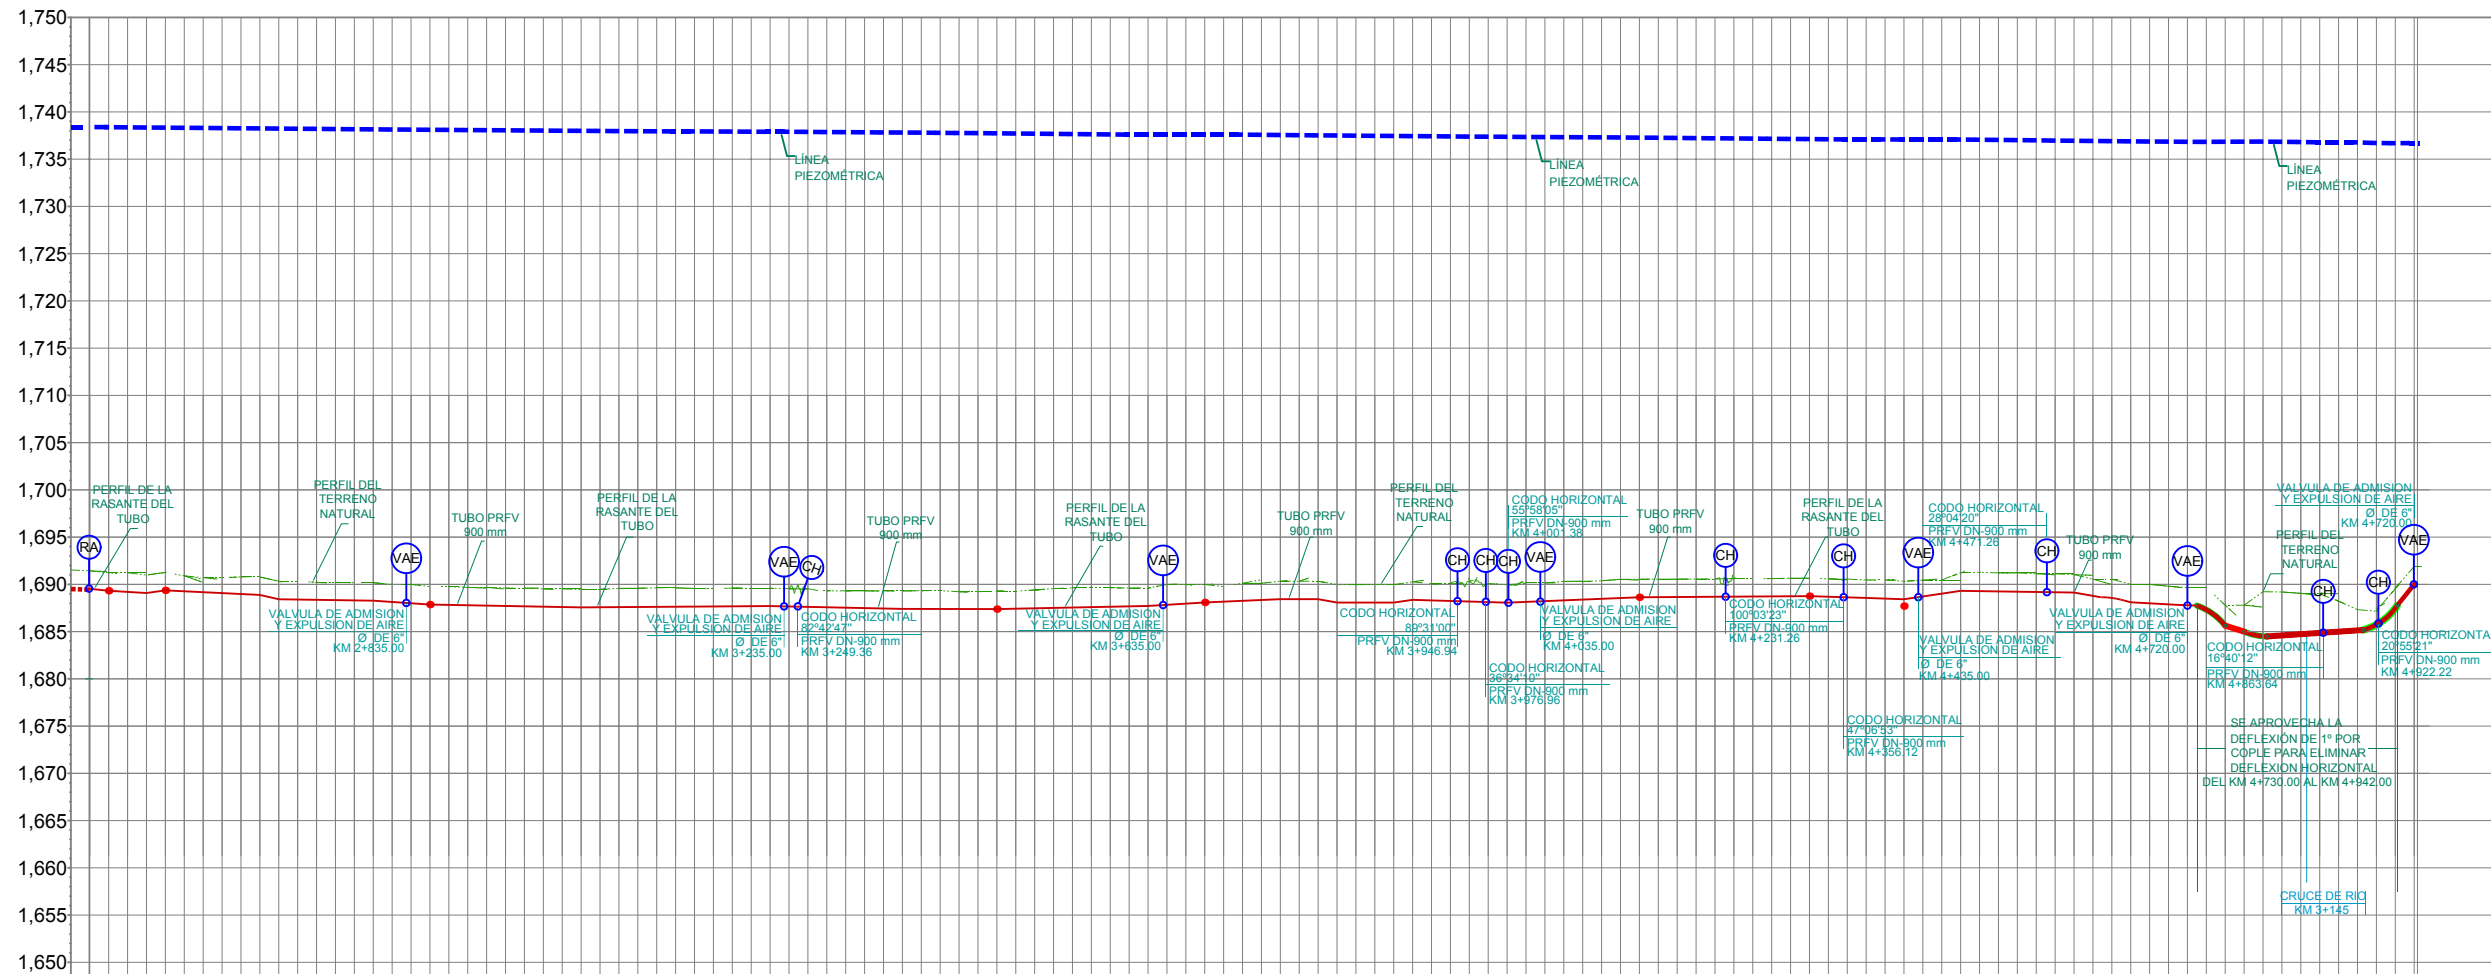 1,750
1,745
1,740
1,735
1,730
1,725
1,720
1,715
1,710
1,705
1,700
1,695
1,690
1,685
1,680
1,675
1,670
1,665
1,660
1,655
1,650
LÍNEA
PIEZOMÉTRICA
LÍNEA
PIEZOMÉTRICA
LÍNEA
PIEZOMÉTRICA
PERFIL DE LA
RASANTE DEL
TUBO
PERFIL DEL
TERRENO
NATURAL
TUBO PRFV
900 mm
PERFIL DE LA
RASANTE DEL
TUBO
TUBO PRFV
900 mm
PERFIL DE LA
RASANTE DEL
TUBO
TUBO PRFV
900 mm
PERFIL DEL
TERRENO
NATURAL
CODO HORIZONTAL
55°58'05"
PRFV DN-900 mm
KM 4+001.38
TUBO PRFV
900 mm
PERFIL DE LA
RASANTE DEL
TUBO
CODO HORIZONTAL
28°04'20"
PRFV DN-900 mm
KM 4+471.26
TUBO PRFV
900 mm
VALVULA DE ADMISION
Y EXPULSION DE AIRE
Ø DE 6"
KM 4+720.00
PERFIL DEL
TERRENO
NATURAL
RA
VAE
VAE
CH
VAE
CH
CH
CH
VAE
CH
CH
VAE
CH
VAE
CH
CH
VAE
VALVULA DE ADMISION
Y EXPULSION DE AIRE
Ø DE 6"
KM 2+835.00
VALVULA DE ADMISION
Y EXPULSION DE AIRE
Ø DE 6"
KM 3+235.00
CODO HORIZONTAL
82°42'47"
PRFV DN-900 mm
KM 3+249.36
VALVULA DE ADMISION
Y EXPULSION DE AIRE
Ø DE 6"
KM 3+635.00
CODO HORIZONTAL
89°31'00"
PRFV DN-900 mm
KM 3+946.94
CODO HORIZONTAL
36°34'10"
PRFV DN-900 mm
KM 3+976.96
VALVULA DE ADMISION
Y EXPULSION DE AIRE
Ø DE 6"
KM 4+035.00
CODO HORIZONTAL
100°03'23"
PRFV DN-900 mm
KM 4+231.26
CODO HORIZONTAL
47°06'53"
PRFV DN-900 mm
KM 4+356.12
VALVULA DE ADMISION
Y EXPULSION DE AIRE
Ø DE 6"
KM 4+435.00
VALVULA DE ADMISION
Y EXPULSION DE AIRE
Ø DE 6"
KM 4+720.00
CODO HORIZONTAL
16°40'12"
PRFV DN-900 mm
KM 4+863.64
CODO HORIZONTA
20°55'21"
PRFV DN-900 mm
KM 4+922.22
SE APROVECHA LA
DEFLEXIÓN DE 1º POR
COPLE PARA ELIMINAR
DEFLEXION HORIZONTAL
DEL KM 4+730.00 AL KM 4+942.00
CRUCE DE RIO
KM 3+145